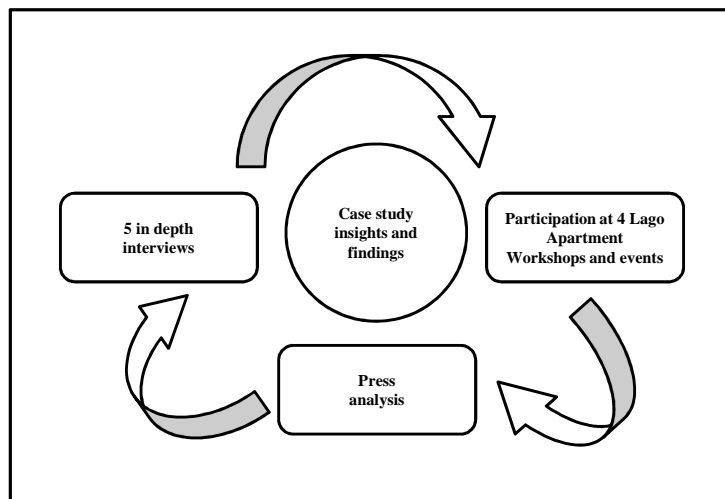 5 in depth
interviews
Case study
insights and
findings
Participation at 4 Lago
Apartment
Workshops and events
Press
analysis